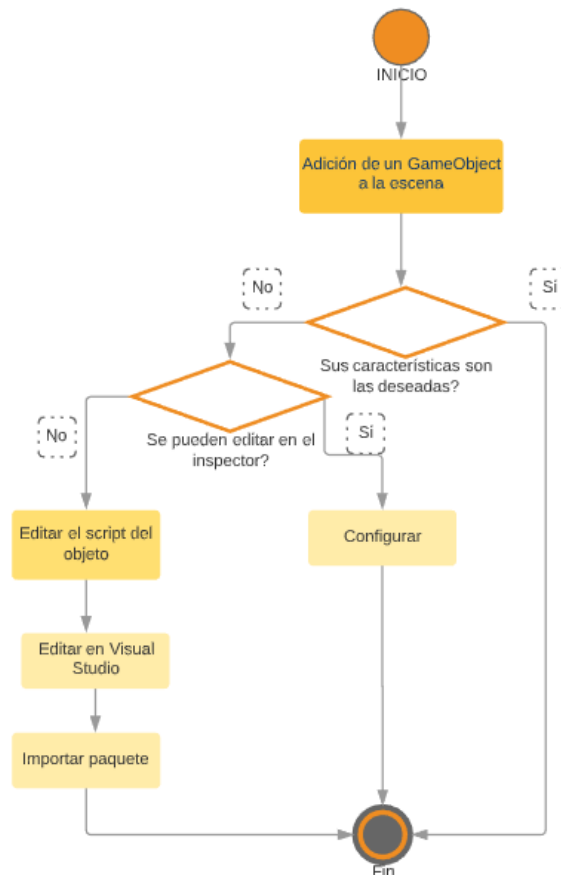 INICIO
Adición de un GameObject
a la escena
No
Sí
Sus características son
las deseadas?
No
Se pueden editar en el
inspector?
Sí
Editar el script del
objeto
Configurar
Editar en Visual
Studio
Importar paquete
Fin